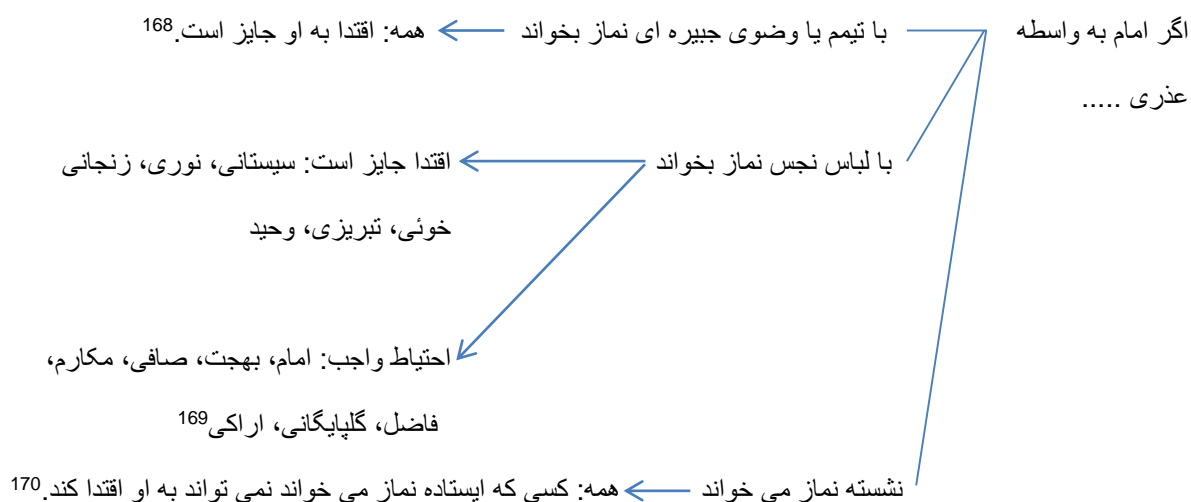 اگر امام به واسطه
عذری .....
با تیمم یا وضوی جبیره ای نماز بخواند
همه: اقتدا به او جایز است.168
با لباس نجس نماز بخواند
اقتدا جایز است: سیستانی، نوری، زنجانی
خوئی، تبریزی، وحید
احتیاط واجب: امام، بهجت، صافی، مکارم،
فاضل، گلپایگانی، اراکی169
نشسته نماز می خواند
همه: کسی که ایستاده نماز می خواند نمی تواند به او اقتدا کند.170